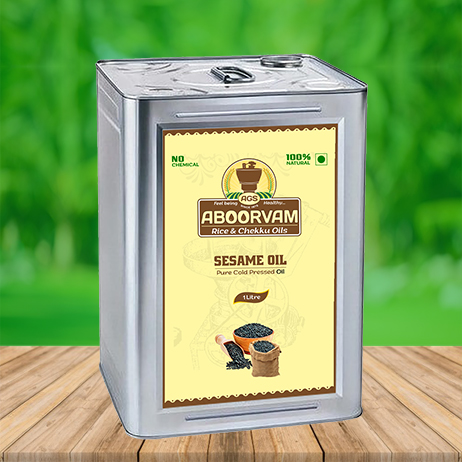 NO
CHEMICAL
100%
NATURAL
AGS
Feel being Healthy...
ABOORVAM
Rice & Chekku Oils
SESAME OIL
Pure Cold Pressed Oil
1 Litre